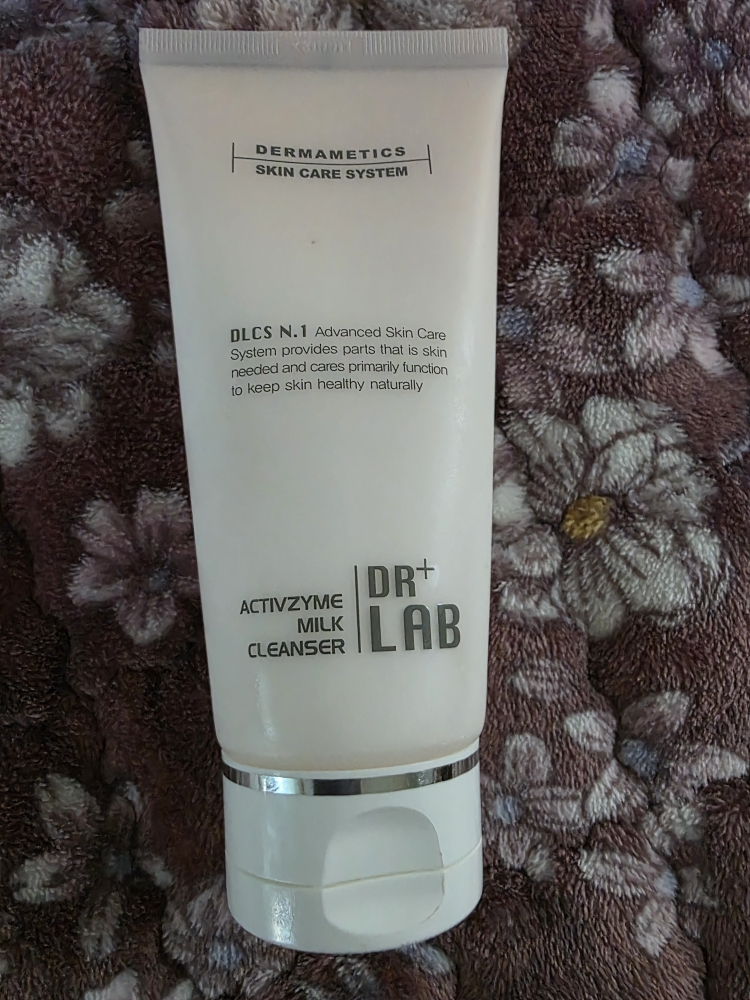 DERMAMETICS
SKIN CARE SYSTEM
DLCS N.1 Advanced Skin Care
System provides parts that is skin
needed and cares primarily function
to keep skin healthy naturally
ACTIVZYME
MILK
CLEANSER
DR+
LAB